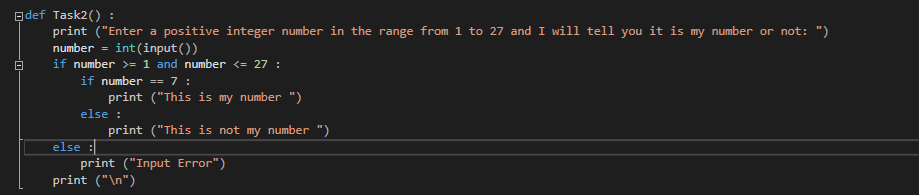 def Task2() :
    print ("Enter a positive integer number in the range from 1 to 27 and I will tell you it is my number or not: ")
    number = int(input())
    if number >= 1 and number <= 27 :
        if number == 7 :
            print ("This is my number ")
        else :
            print ("This is not my number ")
    else :
        print ("Input Error")
    print ("\n")